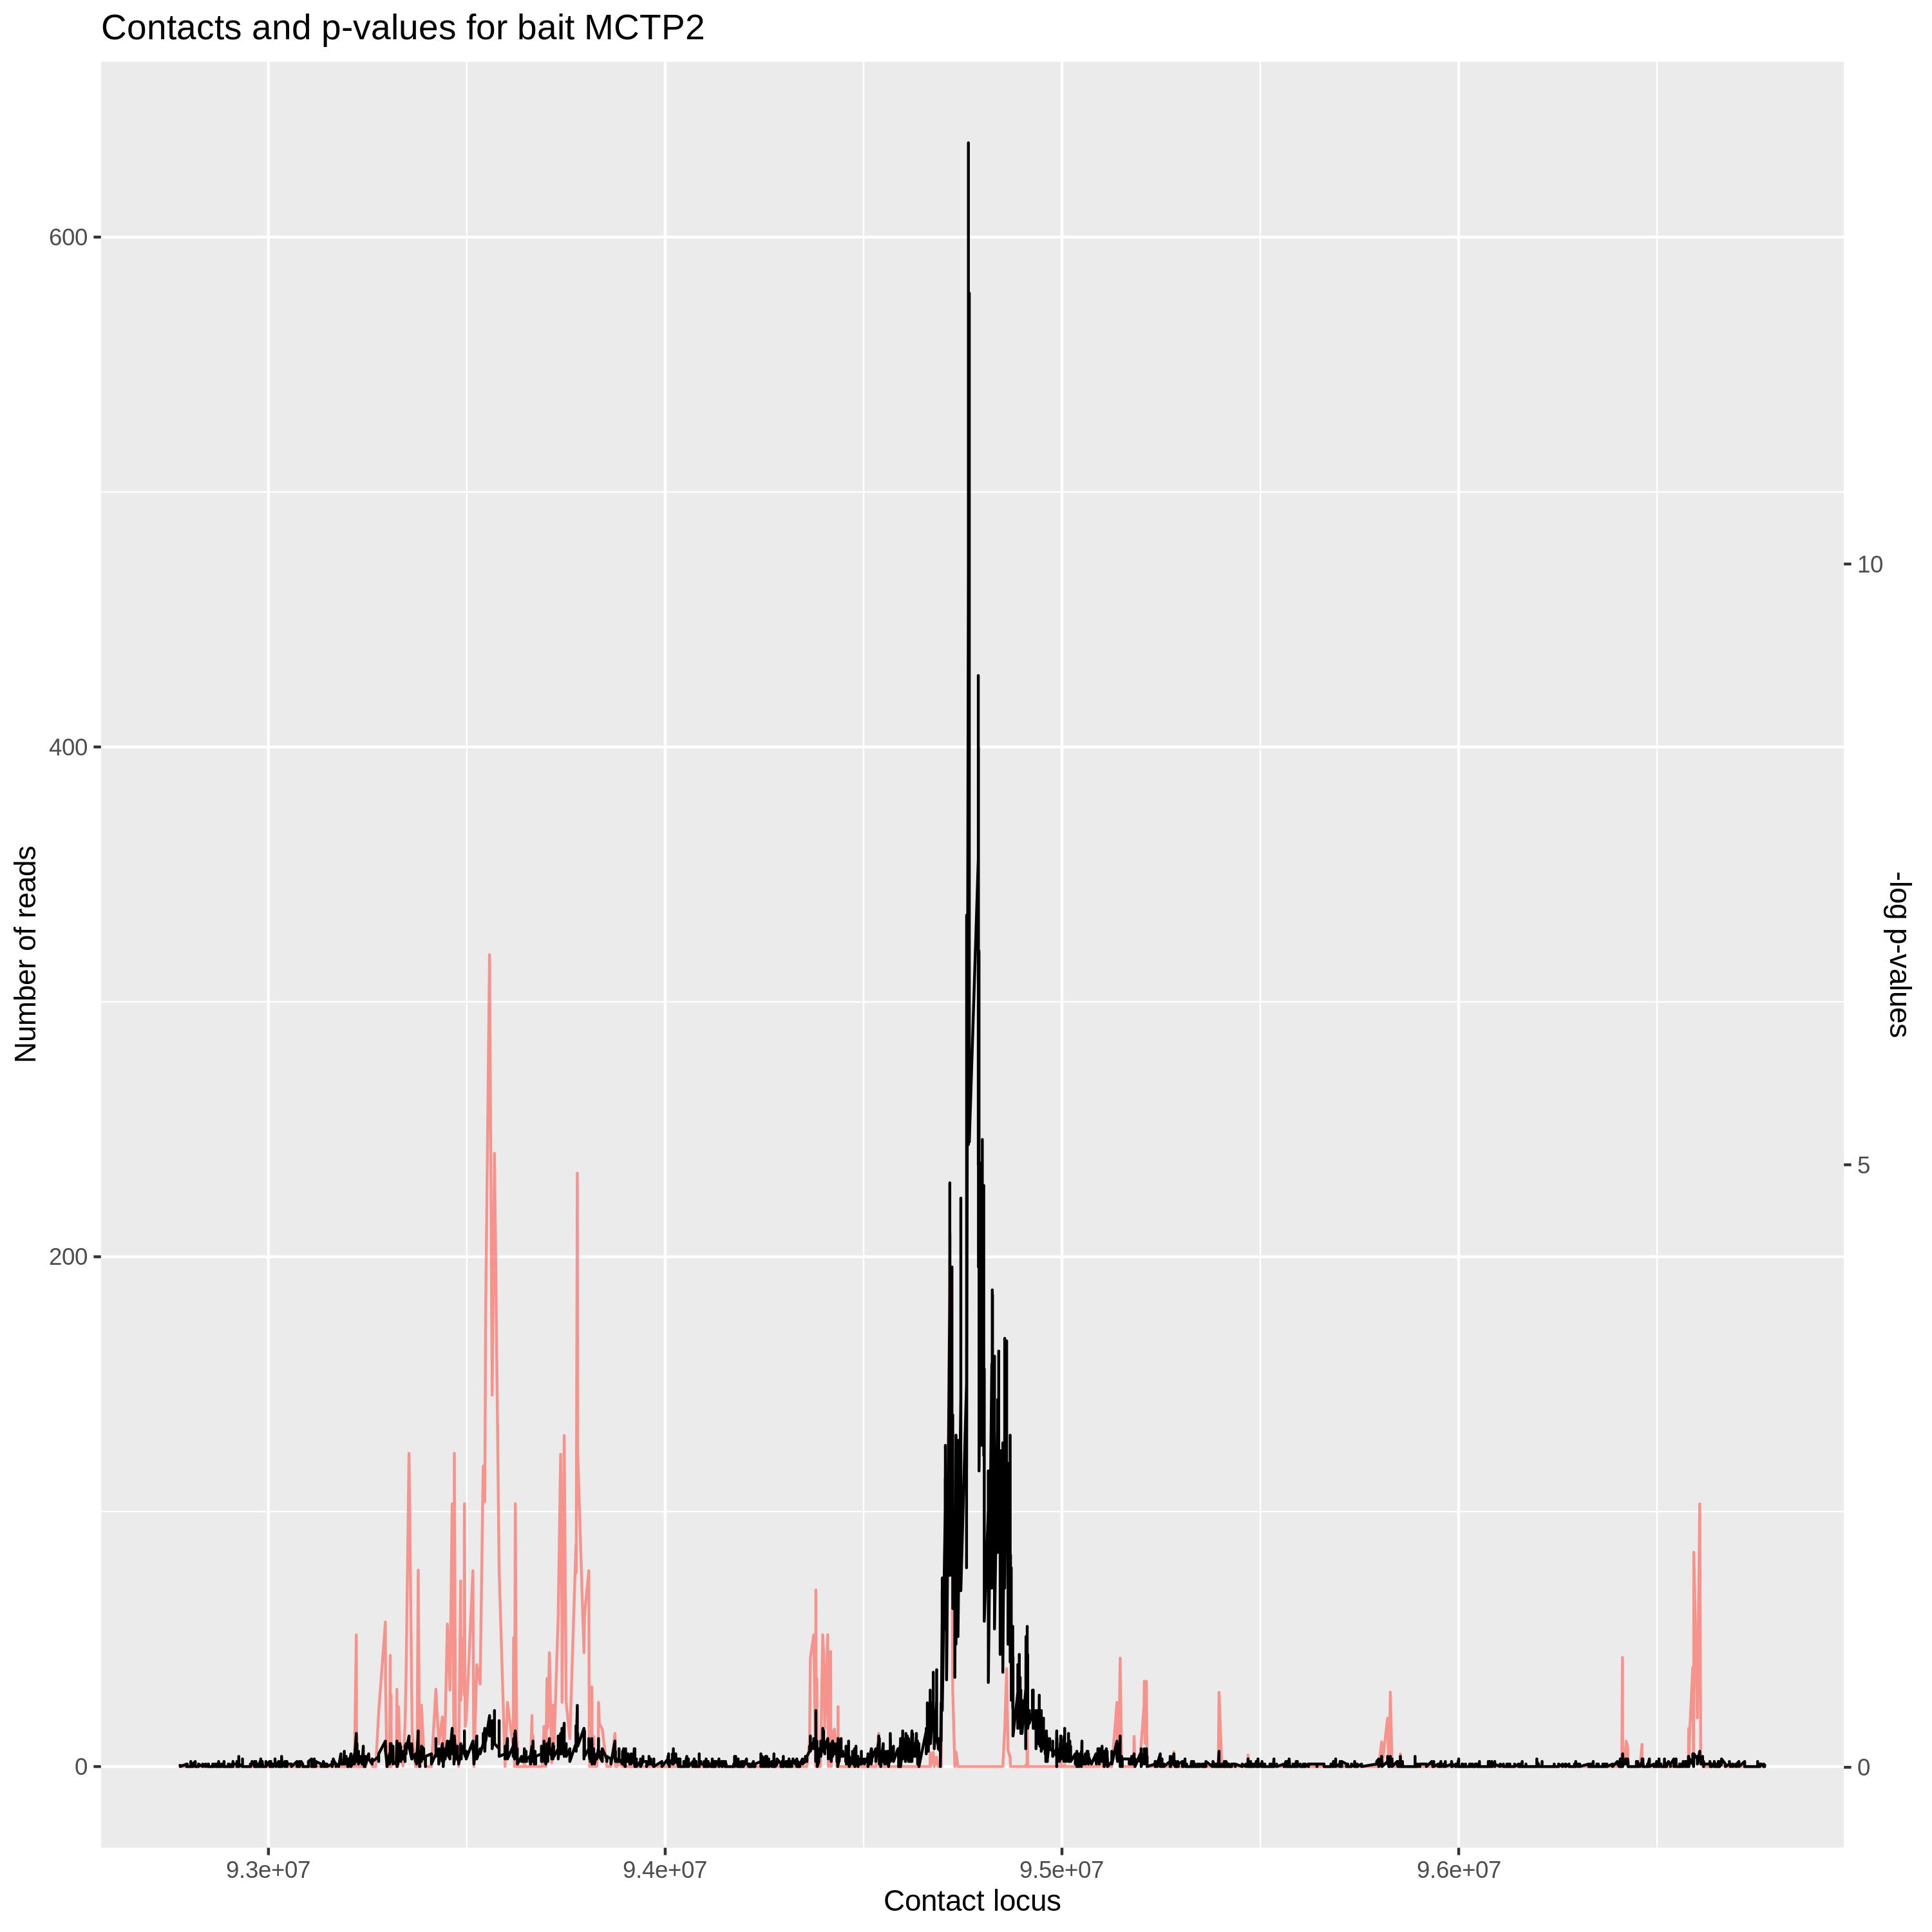 Contacts and p-values for bait MCTP2
Number of reads
600
400
200
0
10
5
0
-log p-values
9.3e+07
9.4e+07
9.5e+07
9.6e+07
Contact locus